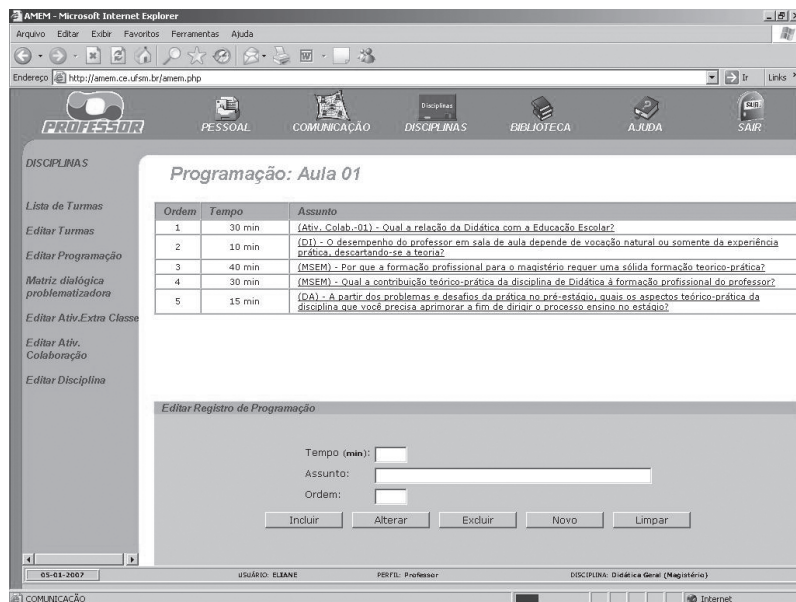 AMEM - Microsoft Internet Explorer
Arquivo Editar Exibir Favoritos Ferramentas Ajuda
Endereço http://amem.ce.ufsm.br/amem.php Ir Links
PROFESSOR PESSOAL COMUNICAÇÃO DISCIPLINAS BIBLIOTECA AJUDA SAIR
DISCIPLINAS
Lista de Turmas
Editar Turmas
Editar Programação
Matriz dialógica
problematizadora
Editar Ativ.Extra Classe
Editar Ativ.
Colaboração
Editar Disciplina
Programação: Aula 01
Ordem Tempo Assunto
1 30 min (Ativ. Colab.-01) - Qual a relação da Didática com a Educação Escolar?
2 10 min (DI) - O desempenho do professor em sala de aula depende de vocação natural ou somente da experiência
prática, descartando-se a teoria?
3 40 min (MSEM) - Por que a formação profissional para o magistério requer uma sólida formação teorico-prática?
4 30 min (MSEM) - Qual a contribuição teórico-prática da disciplina de Didática à formação profissional do professor?
5 15 min (DA) - A partir dos problemas e desafios da prática no pré-estágio, quais os aspectos teórico-prática da
disciplina que você precisa aprimorar a fim de dirigir o processo ensino no estágio?
Editar Registro de Programação
Tempo (min):
Assunto:
Ordem:
Incluir Alterar Excluir Novo Limpar
05-01-2007 USUÁRIO: ELIANE PERFIL: Professor DISCIPLINA: Didática Geral (Magistério)
COMUNICAÇÃO Internet